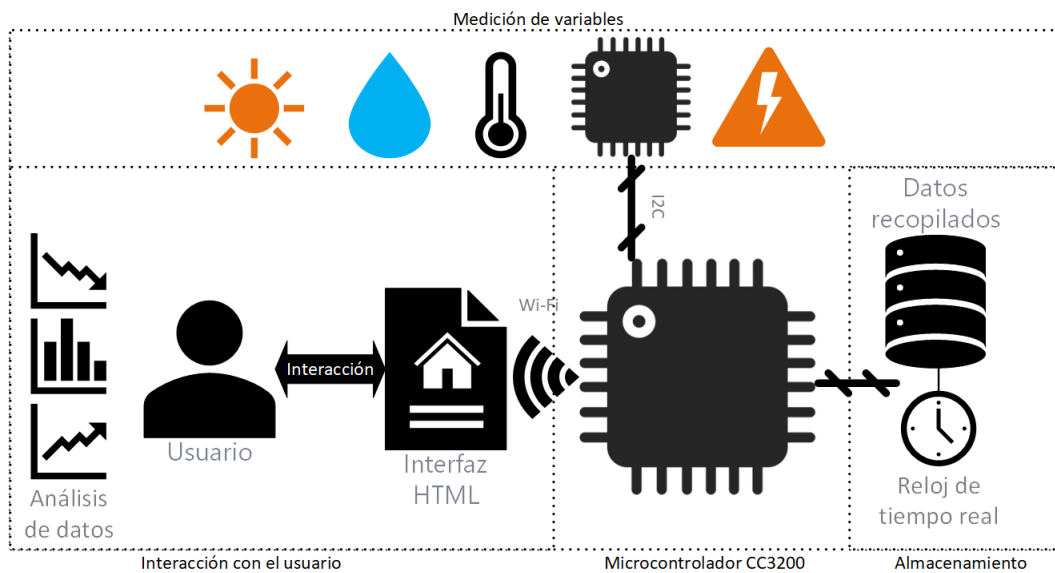 Medición de variables
I2C
Datos
recopilados
Wi-Fi
Interacción
Usuario
Interfaz
HTML
Análisis
de datos
Reloj de
tiempo real
Interacción con el usuario
Microcontrolador CC3200
Almacenamiento